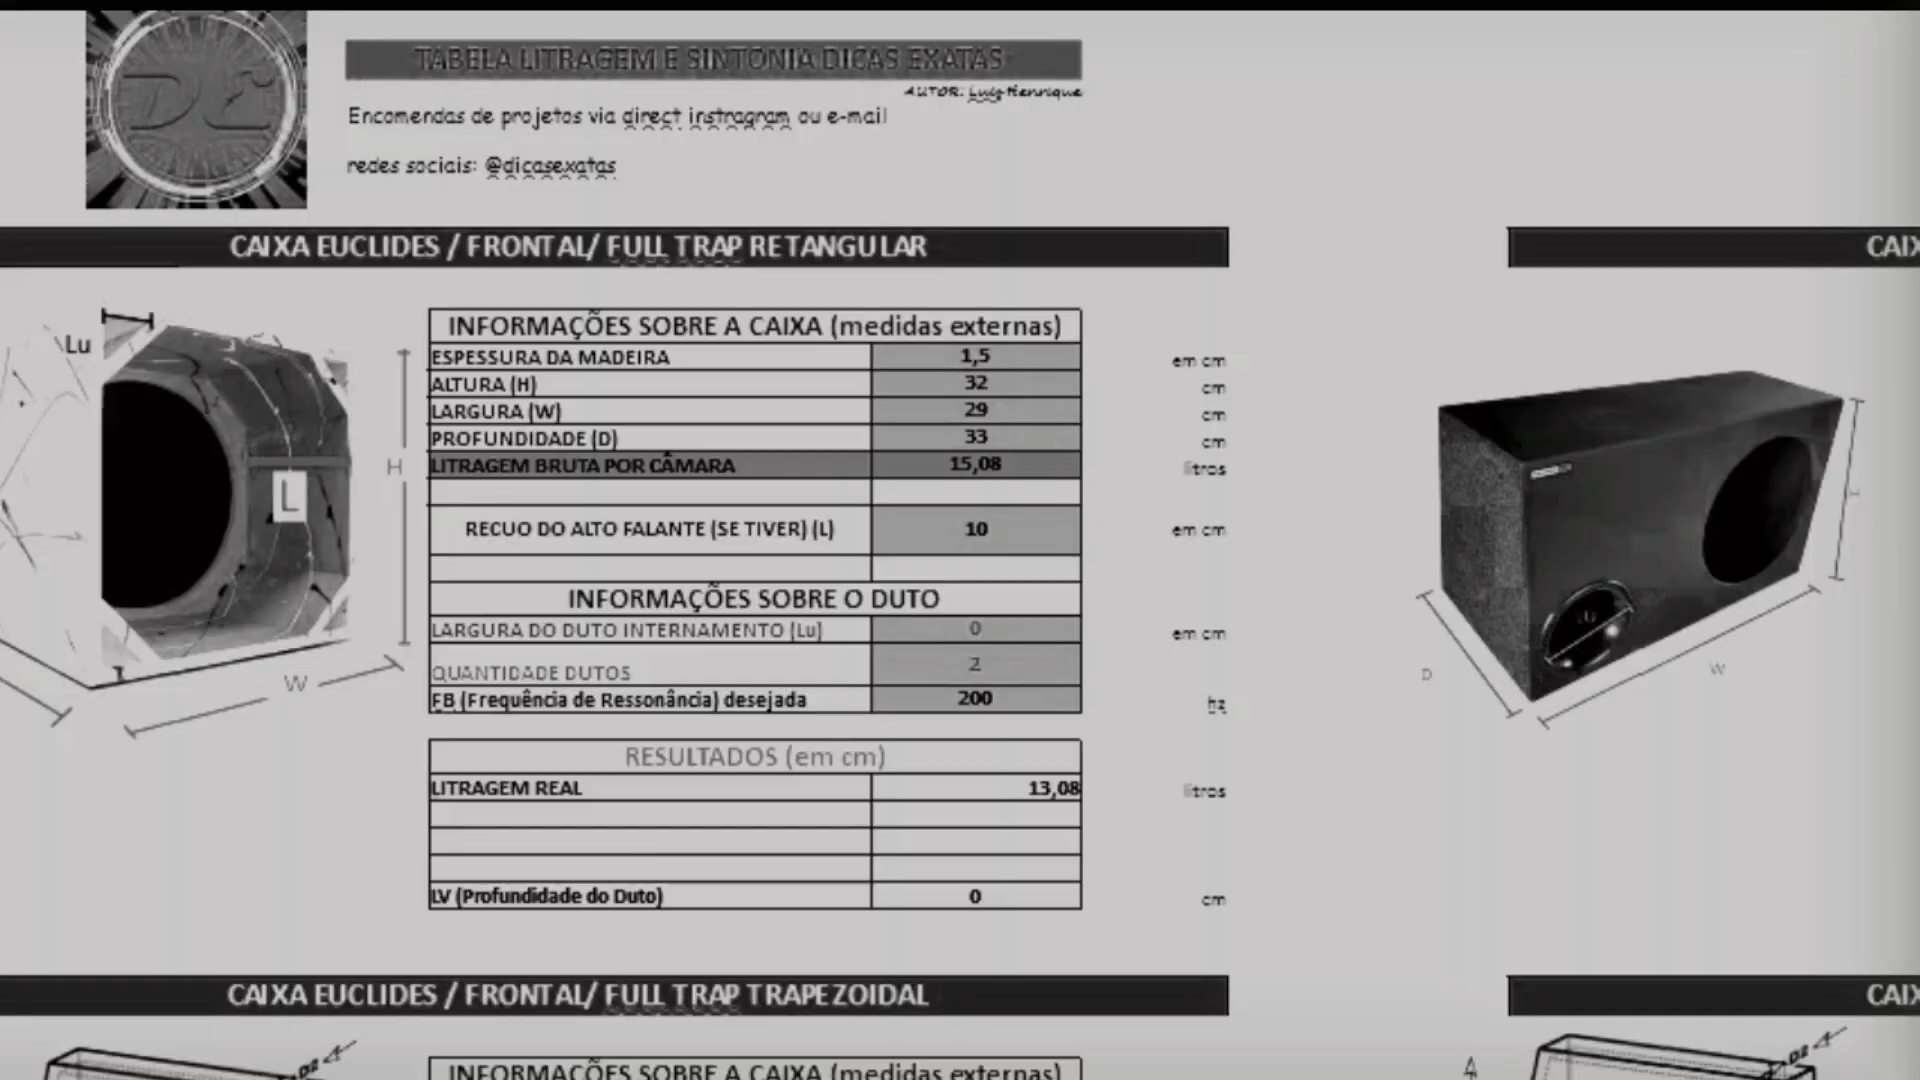 DE
TABELA LITRAGEM E SINTONIA DICAS EXATAS
AUTOR: Luiz Henrique
Encomendas de projetos via direct instragram ou e-mail
redes sociais: @dicasexatas
CAIXA EUCLIDES / FRONTAL/ FULL TRAP RETANGULAR
CAIX
INFORMAÇÕES SOBRE A CAIXA (medidas externas)
ESPESSURA DA MADEIRA 1,5 em cm
ALTURA (H) 32 cm
LARGURA (W) 29 cm
PROFUNDIDADE (D) 33 cm
LITRAGEM BRUTA POR CÂMARA 15,08 litros
RECUO DO ALTO FALANTE (SE TIVER) (L) 10 em cm
INFORMAÇÕES SOBRE O DUTO
LARGURA DO DUTO INTERNAMENTO (Lu) 0 em cm
QUANTIDADE DUTOS 2
FB (Frequência de Ressonância) desejada 200 hz
RESULTADOS (em cm)
LITRAGEM REAL 13,08 litros
LV (Profundidade do Duto) 0 cm
Lu
H
L
W
H
Lu
D
W
CAIXA EUCLIDES / FRONTAL/ FULL TRAP TRAPEZOIDAL
CAIX
D2
INFORMAÇÕES SOBRE A CAIXA (medidas externas)
D2